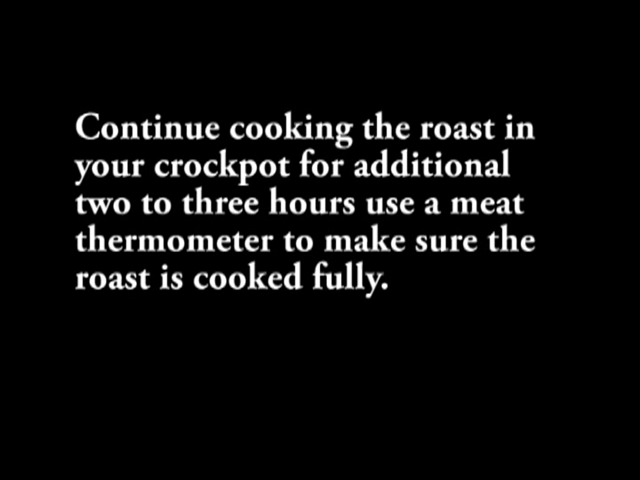 Continue cooking the roast in
your crockpot for additional
two to three hours use a meat
thermometer to make sure the
roast is cooked fully.